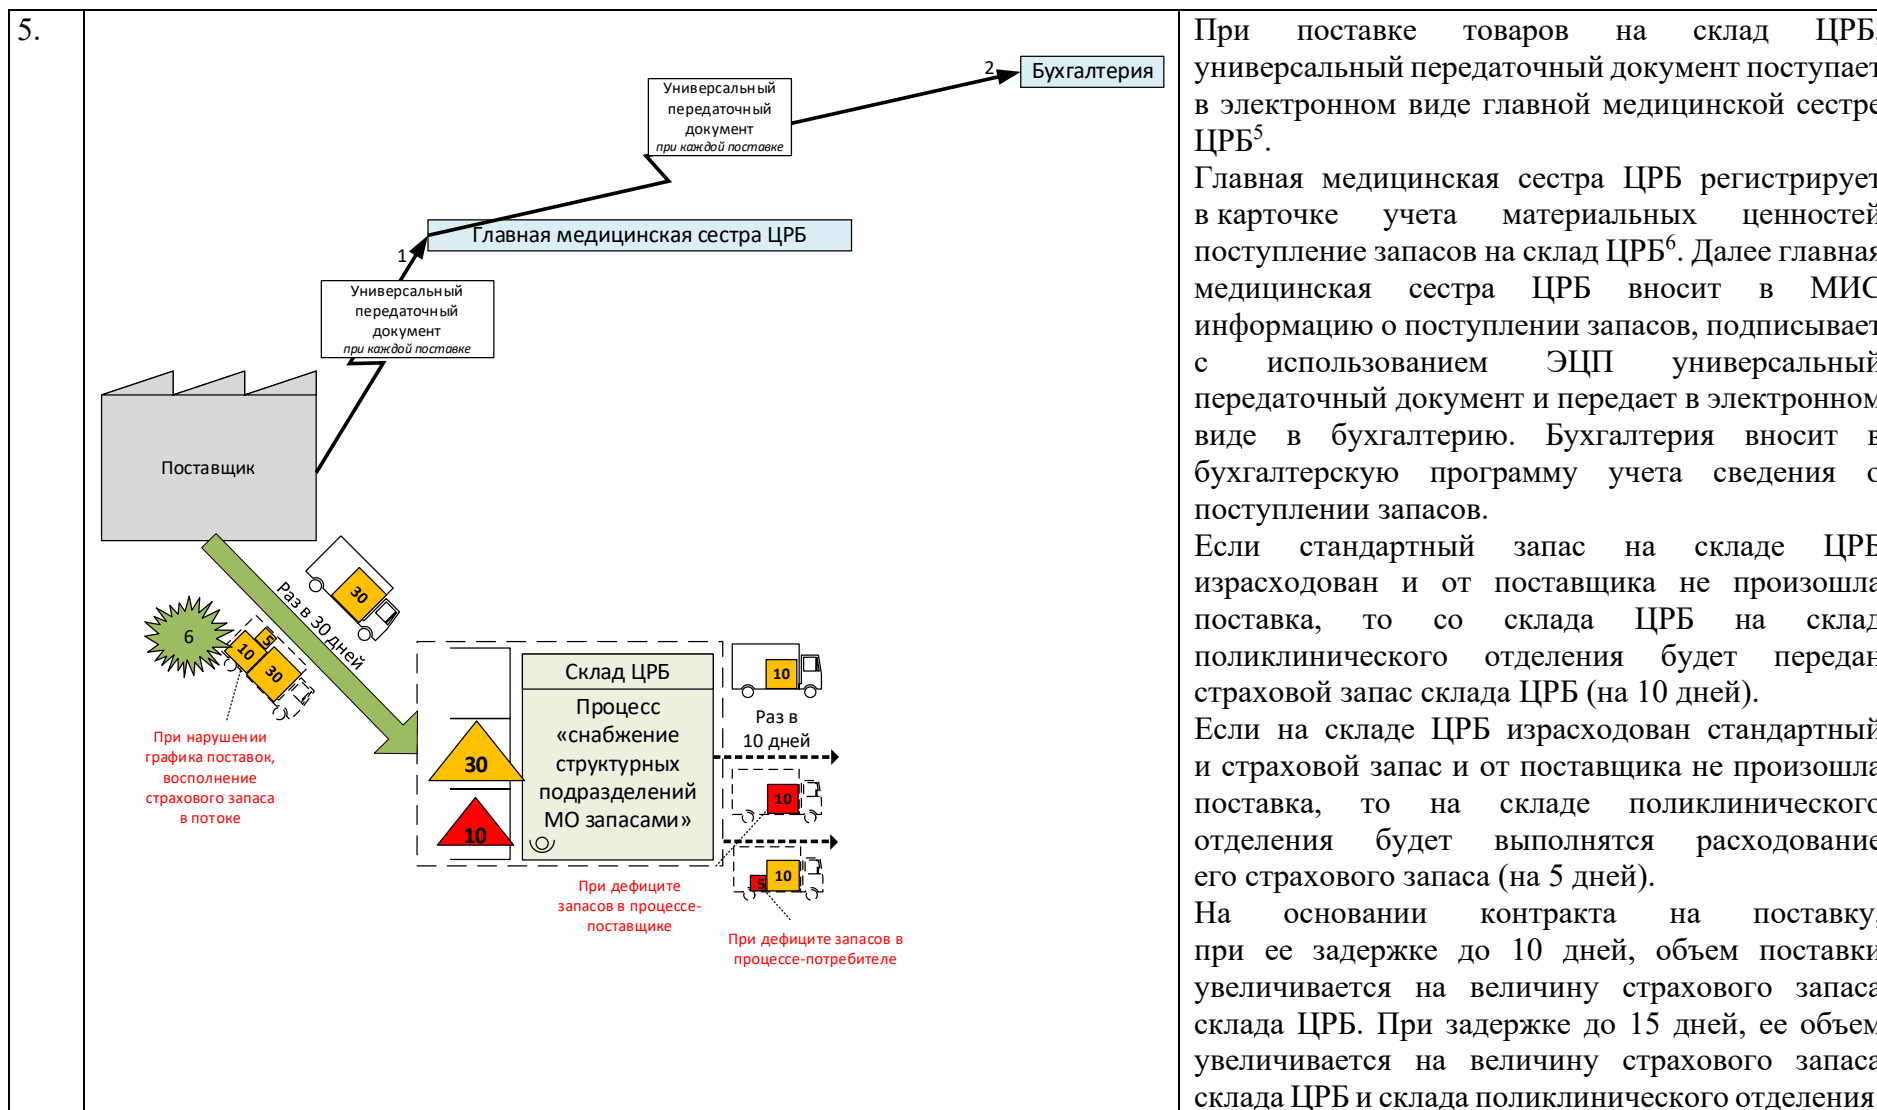 5.
Универсальный
передаточный
документ
при каждой поставке
2
Бухгалтерия
Главная медицинская сестра ЦРБ
1
Универсальный
передаточный
документ
при каждой поставке
Поставщик
30
Раз в 30 дней
6
5
10
30
При нарушении
графика поставок,
восполнение
страхового запаса
в потоке
30
10
Склад ЦРБ
Процесс
«снабжение
структурных
подразделений
МО запасами»
10
Раз в
10 дней
10
5
10
При дефиците
запасов в процессе-
поставщике
При дефиците запасов в
процессе-потребителе
При поставке товаров на склад ЦРБ,
универсальный передаточный документ поступает
в электронном виде главной медицинской сестре
ЦРБ5.
Главная медицинская сестра ЦРБ регистрирует
в карточке учета материальных ценностей
поступление запасов на склад ЦРБ6. Далее главная
медицинская сестра ЦРБ вносит в МИС
информацию о поступлении запасов, подписывает
с использованием ЭЦП универсальный
передаточный документ и передает в электронном
виде в бухгалтерию. Бухгалтерия вносит в
бухгалтерскую программу учета сведения о
поступлении запасов.
Если стандартный запас на складе ЦРБ
израсходован и от поставщика не произошла
поставка, то со склада ЦРБ на склад
поликлинического отделения будет передан
страховой запас склада ЦРБ (на 10 дней).
Если на складе ЦРБ израсходован стандартный
и страховой запас и от поставщика не произошла
поставка, то на складе поликлинического
отделения будет выполнятся расходование
его страхового запаса (на 5 дней).
На основании контракта на поставку,
при ее задержке до 10 дней, объем поставки
увеличивается на величину страхового запаса
склада ЦРБ. При задержке до 15 дней, ее объем
увеличивается на величину страхового запаса
склада ЦРБ и склада поликлинического отделения.